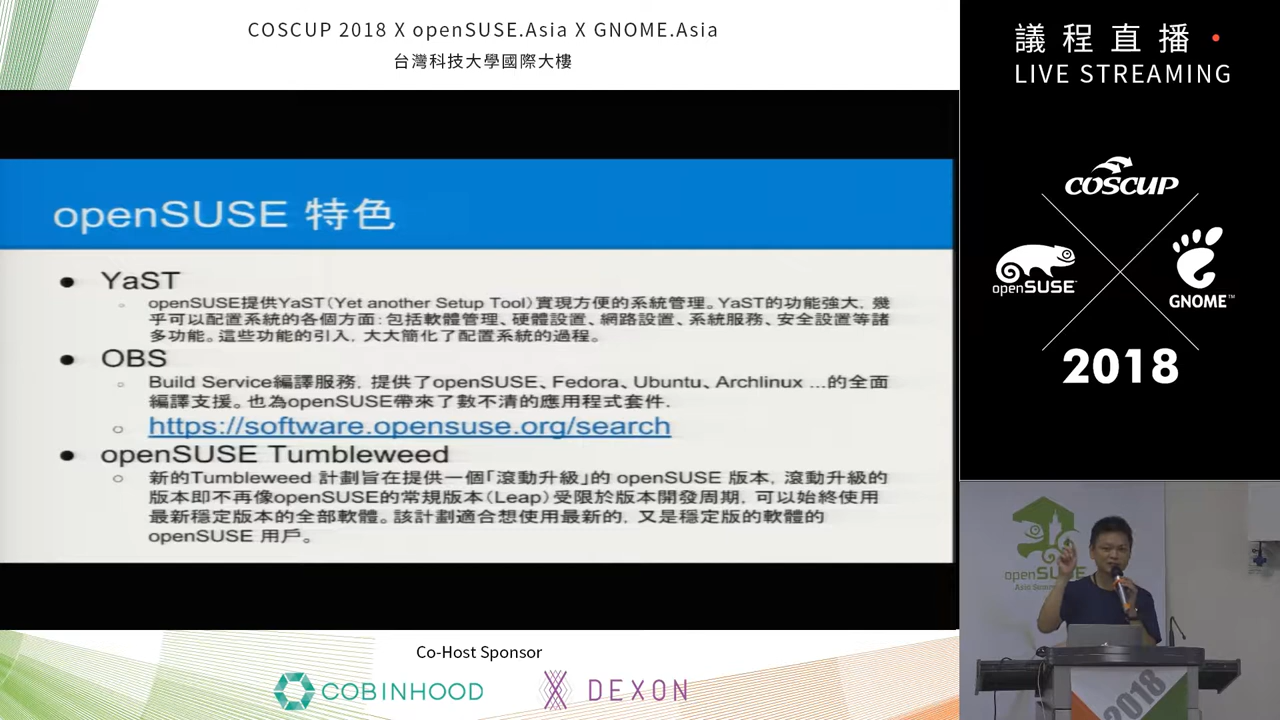 COSCUP 2018 X openSUSE.Asia X GNOME.Asia
台灣科技大學國際大樓
議程直播
LIVE STREAMING
COSCUP
openSUSE
GNOME™
2018
openSUSE 特色
YaST
openSUSE提供YaST（Yet another Setup Tool）實現方便的系統管理。YaST的功能強大, 幾
乎可以配置系統的各個方面：包括軟體管理、硬體設置、網路設置、系統服務、安全設置等諸
多功能。這些功能的引入, 大大簡化了配置系統的過程。
OBS
Build Service編譯服務, 提供了openSUSE、Fedora、Ubuntu、Archlinux ...的全面
編譯支援。也為openSUSE帶來了數不清的應用程式套件.
https://software.opensuse.org/search
openSUSE Tumbleweed
新的Tumbleweed 計劃旨在提供一個「滾動升級」的 openSUSE 版本, 滾動升級的
版本即不再像openSUSE的常規版本（Leap）受限於版本開發周期, 可以始終使用
最新穩定版本的全部軟體。該計劃適合想使用最新的, 又是穩定版的軟體的
openSUSE 用戶。
openSUSE
Asia
2018
Co-Host Sponsor
COBINHOOD
DEXON